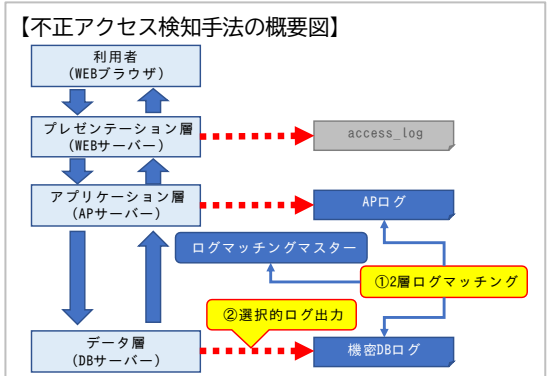 【不正アクセス検知手法の概要図】
利用者
(WEBブラウザ)
プレゼンテーション層
(WEBサーバー)
access_log
アプリケーション層
(APサーバー)
APログ
ログマッチングマスター
①2層ログマッチング
②選択的ログ出力
データ層
(DBサーバー)
機密DBログ